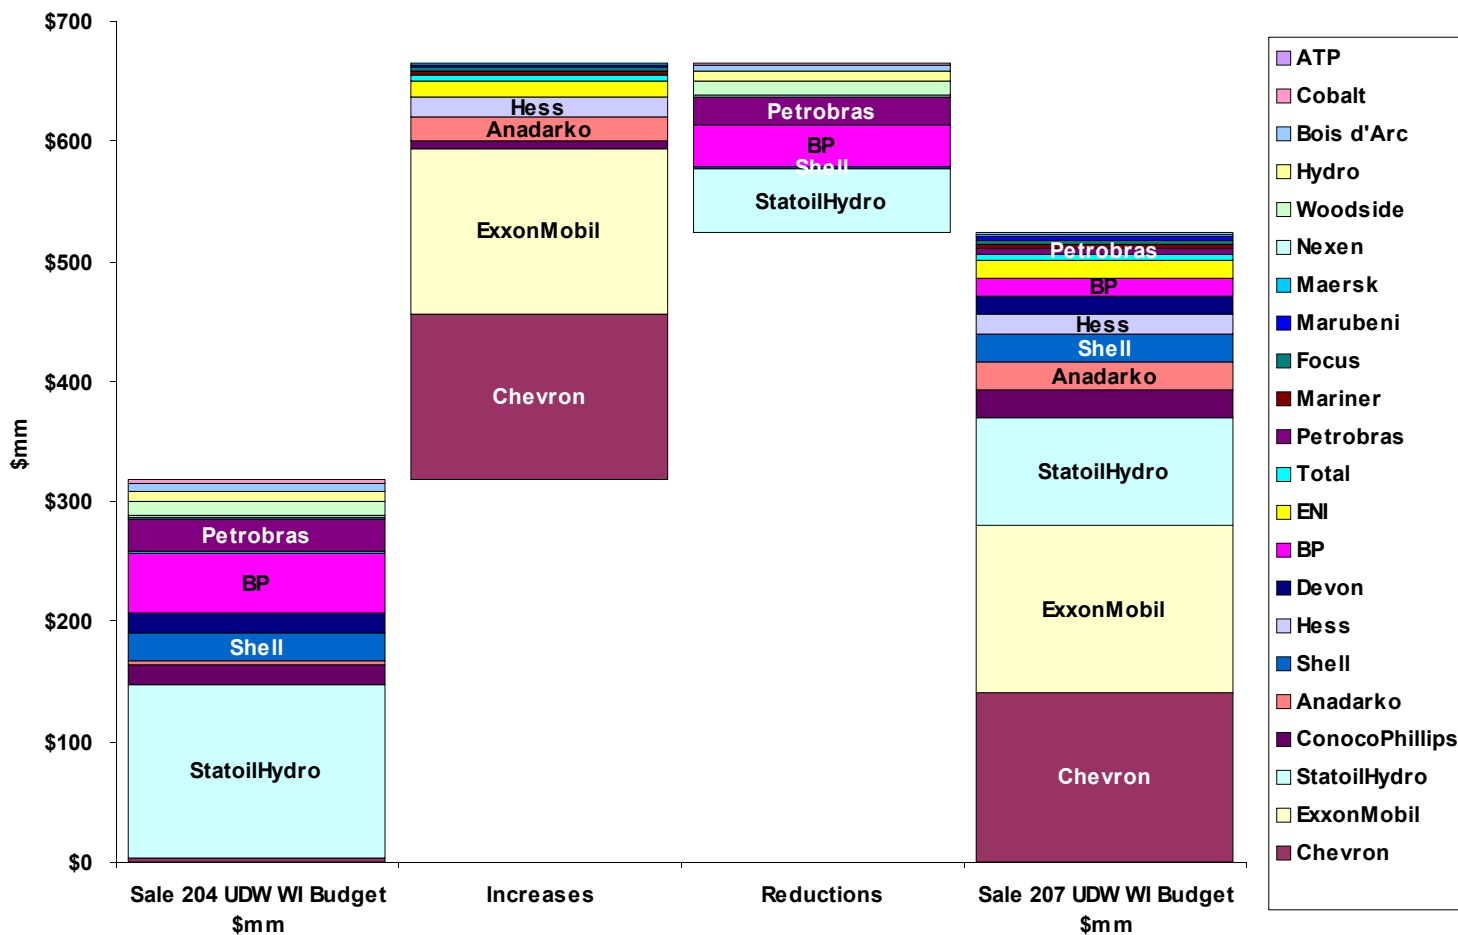 $700
$600
$500
$400
$300
$200
$100
$0
$mm
Petrobras
BP
Shell
StatoilHydro
Hess
Anadarko
ExxonMobil
Chevron
Petrobras
BP
Shell
StatoilHydro
Petrobras
BP
Hess
Shell
Anadarko
StatoilHydro
ExxonMobil
Chevron
Sale 204 UDW WI Budget
$mm
Increases
Reductions
Sale 207 UDW WI Budget
$mm
ATP
Cobalt
Bois d'Arc
Hydro
Woodside
Nexen
Maersk
Marubeni
Focus
Mariner
Petrobras
Total
ENI
BP
Devon
Hess
Shell
Anadarko
ConocoPhillips
StatoilHydro
ExxonMobil
Chevron